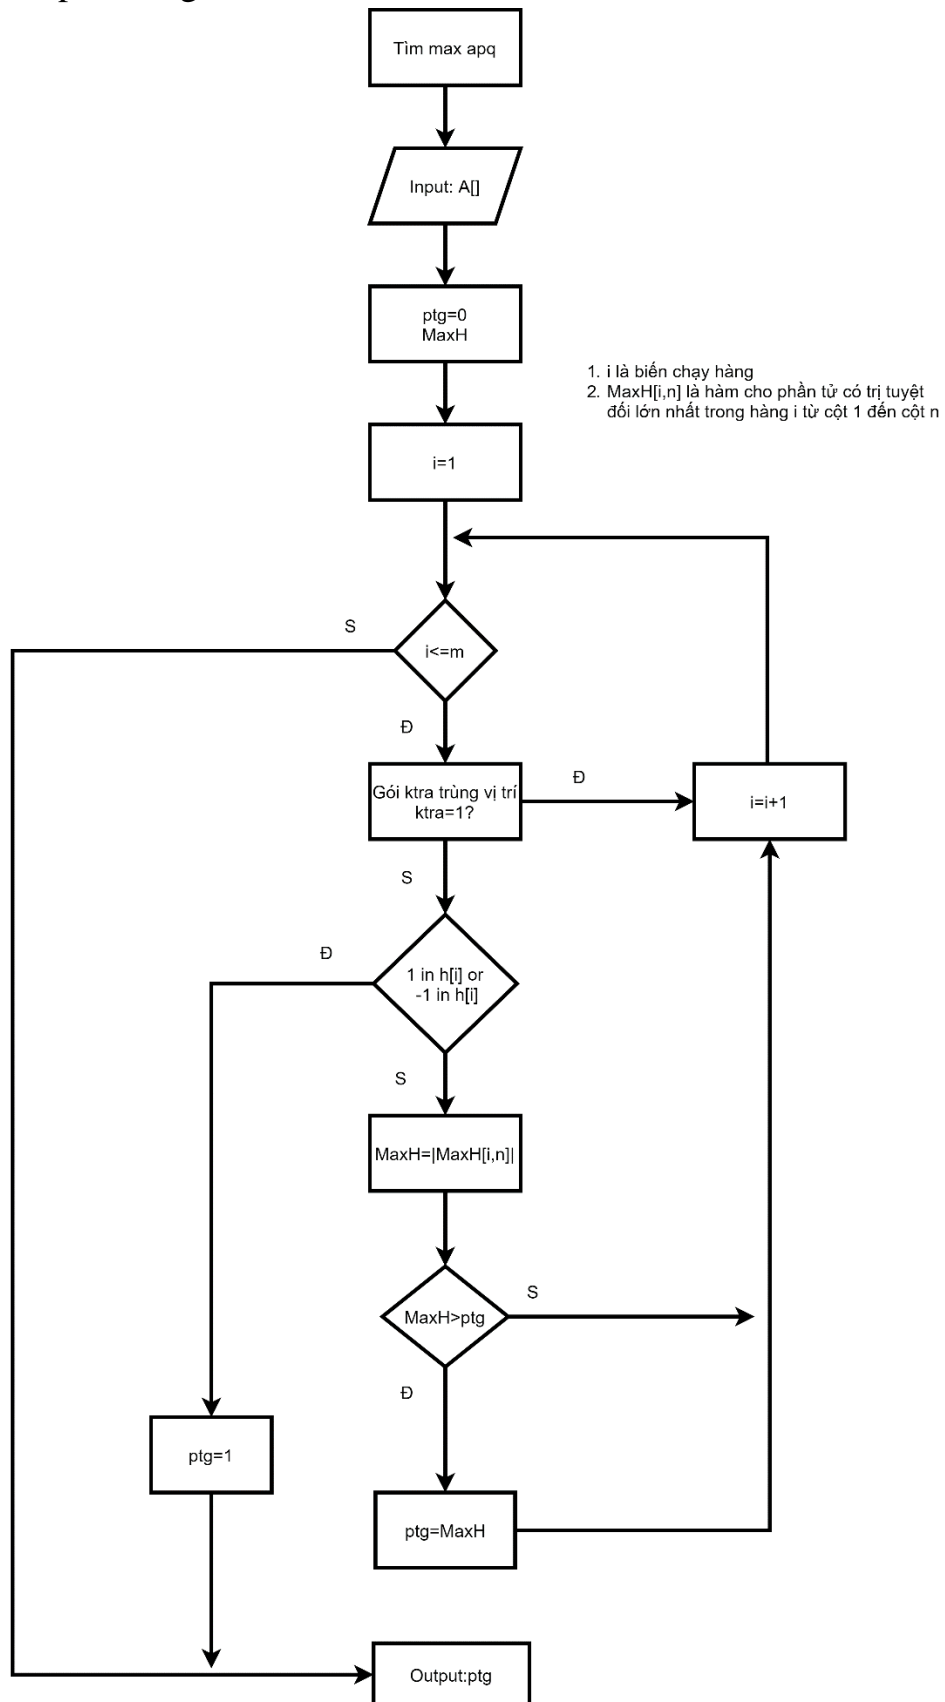 Tìm max apq
Input: A[]
ptg=0
MaxH
1. i là biến chạy hàng
2. MaxH[i,n] là hàm cho phần tử có trị tuyệt
đối lớn nhất trong hàng i từ cột 1 đến cột n
i=1
S
i<=m
Đ
Gói ktra trùng vị trí
ktra=1?
Đ
i=i+1
S
Đ
1 in h[i] or
-1 in h[i]
S
MaxH=|MaxH[i,n]|
MaxH>ptg
S
Đ
ptg=1
ptg=MaxH
Output:ptg